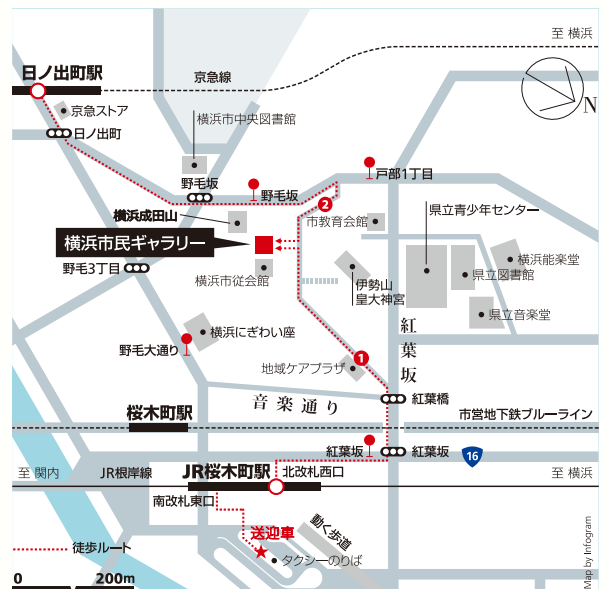 至 横浜
日ノ出町駅
京急線
N
京急ストア
横浜市中央図書館
日ノ出町
戸部1丁目
野毛坂
野毛坂
2
県立青少年センター
横浜成田山
市教育会館
横浜市民ギャラリー
横浜能楽堂
野毛3丁目
横浜市従会館
県立図書館
伊勢山
皇大神宮
県立音楽堂
紅葉坂
横浜にぎわい座
野毛大通り
1
地域ケアプラザ
音楽通り
紅葉橋
桜木町駅
市営地下鉄ブルーライン
紅葉坂
紅葉坂
16
至 関内
JR根岸線
JR桜木町駅
北改札西口
至 横浜
南改札東口
送迎車
動く歩道
徒歩ルート
タクシーのりば
0
200m
Map by Infogram